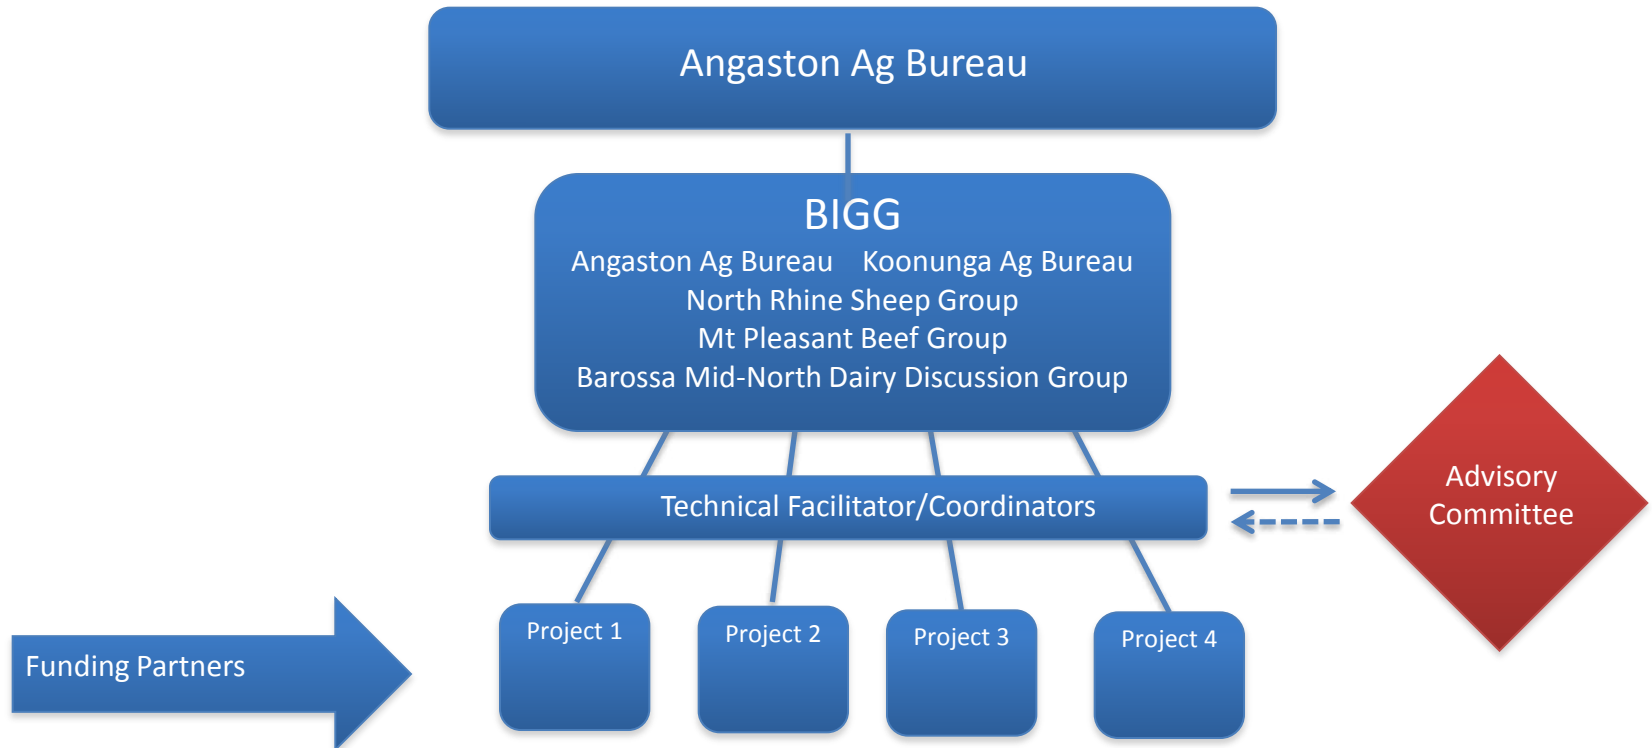 Angaston Ag Bureau
BIGG
Angaston Ag Bureau Koonunga Ag Bureau
North Rhine Sheep Group
Mt Pleasant Beef Group
Barossa Mid-North Dairy Discussion Group
Technical Facilitator/Coordinators
Advisory
Committee
Project 1
Project 2
Project 3
Project 4
Funding Partners